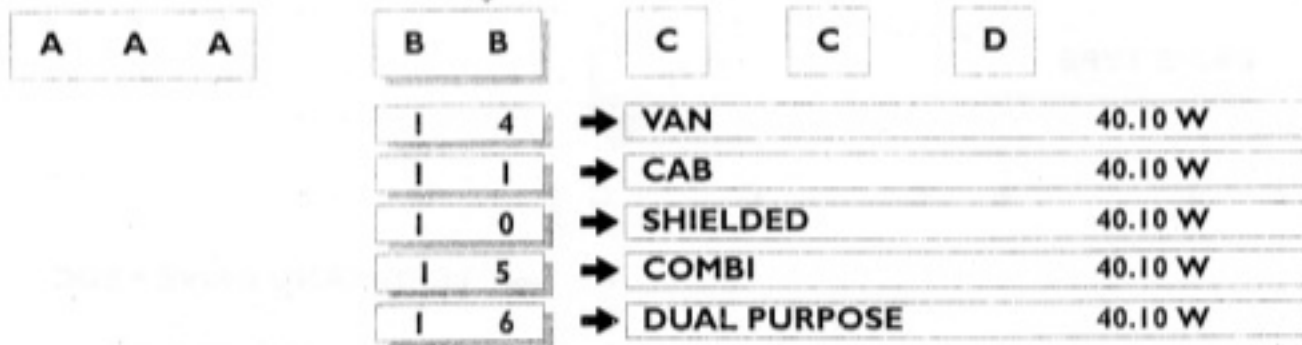 A A A B B C C D
1 4 → VAN 40.10 W
1 1 → CAB 40.10 W
1 0 → SHIELDED 40.10 W
1 5 → COMBI 40.10 W
1 6 → DUAL PURPOSE 40.10 W